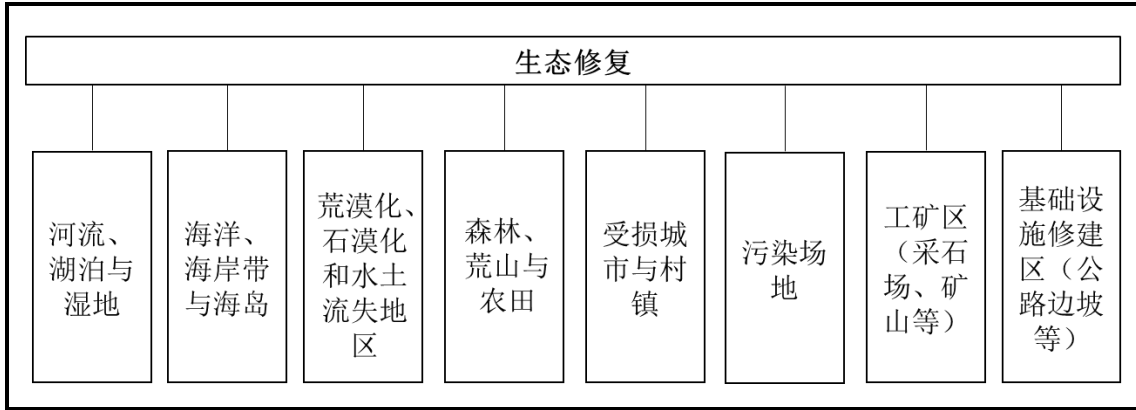 生态修复
河流、
湖泊与
湿地
海洋、
海岸带
与海岛
荒漠化、
石漠化
和水土
流失地
区
森林、
荒山与
农田
受损城
市与村
镇
污染场
地
工矿区
（采石
场、矿
山等）
基础设
施修建
区（公
路边坡
等）